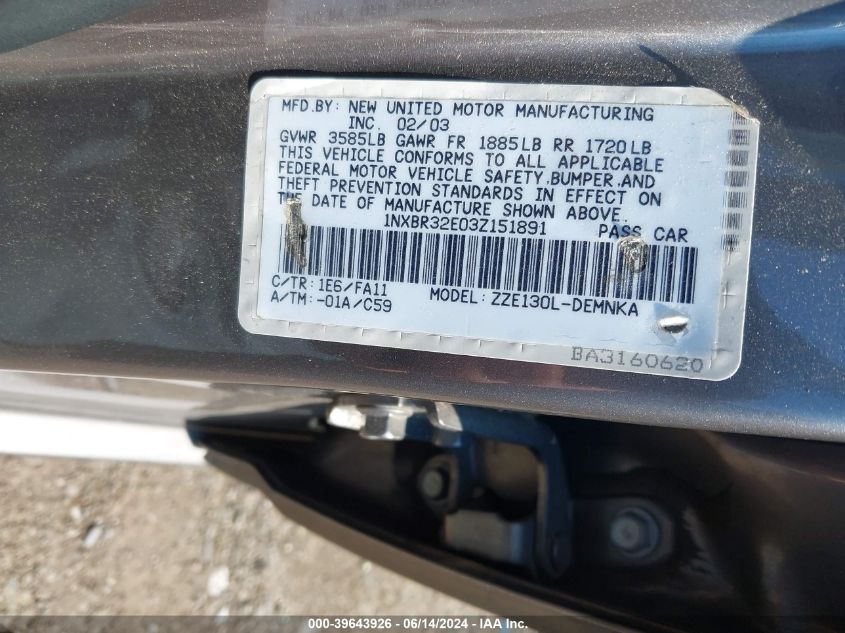 MFD.BY: NEW UNITED MOTOR MANUFACTURING
INC. 02/03
GVWR 3585LB GAWR FR 1885LB RR 1720LB
THIS VEHICLE CONFORMS TO ALL APPLICABLE
FEDERAL MOTOR VEHICLE SAFETY,BUMPER,AND
THEFT PREVENTION STANDARDS IN EFFECT ON
THE DATE OF MANUFACTURE SHOWN ABOVE.
1NXBR32E03Z151891 PASS CAR
C/TR: 1E6/FA11
A/TM: -01A/C59 MODEL: ZZE130L-DEMNKA
BA3160620
000-39643926 / 06/14/2024 - IAA Inc.